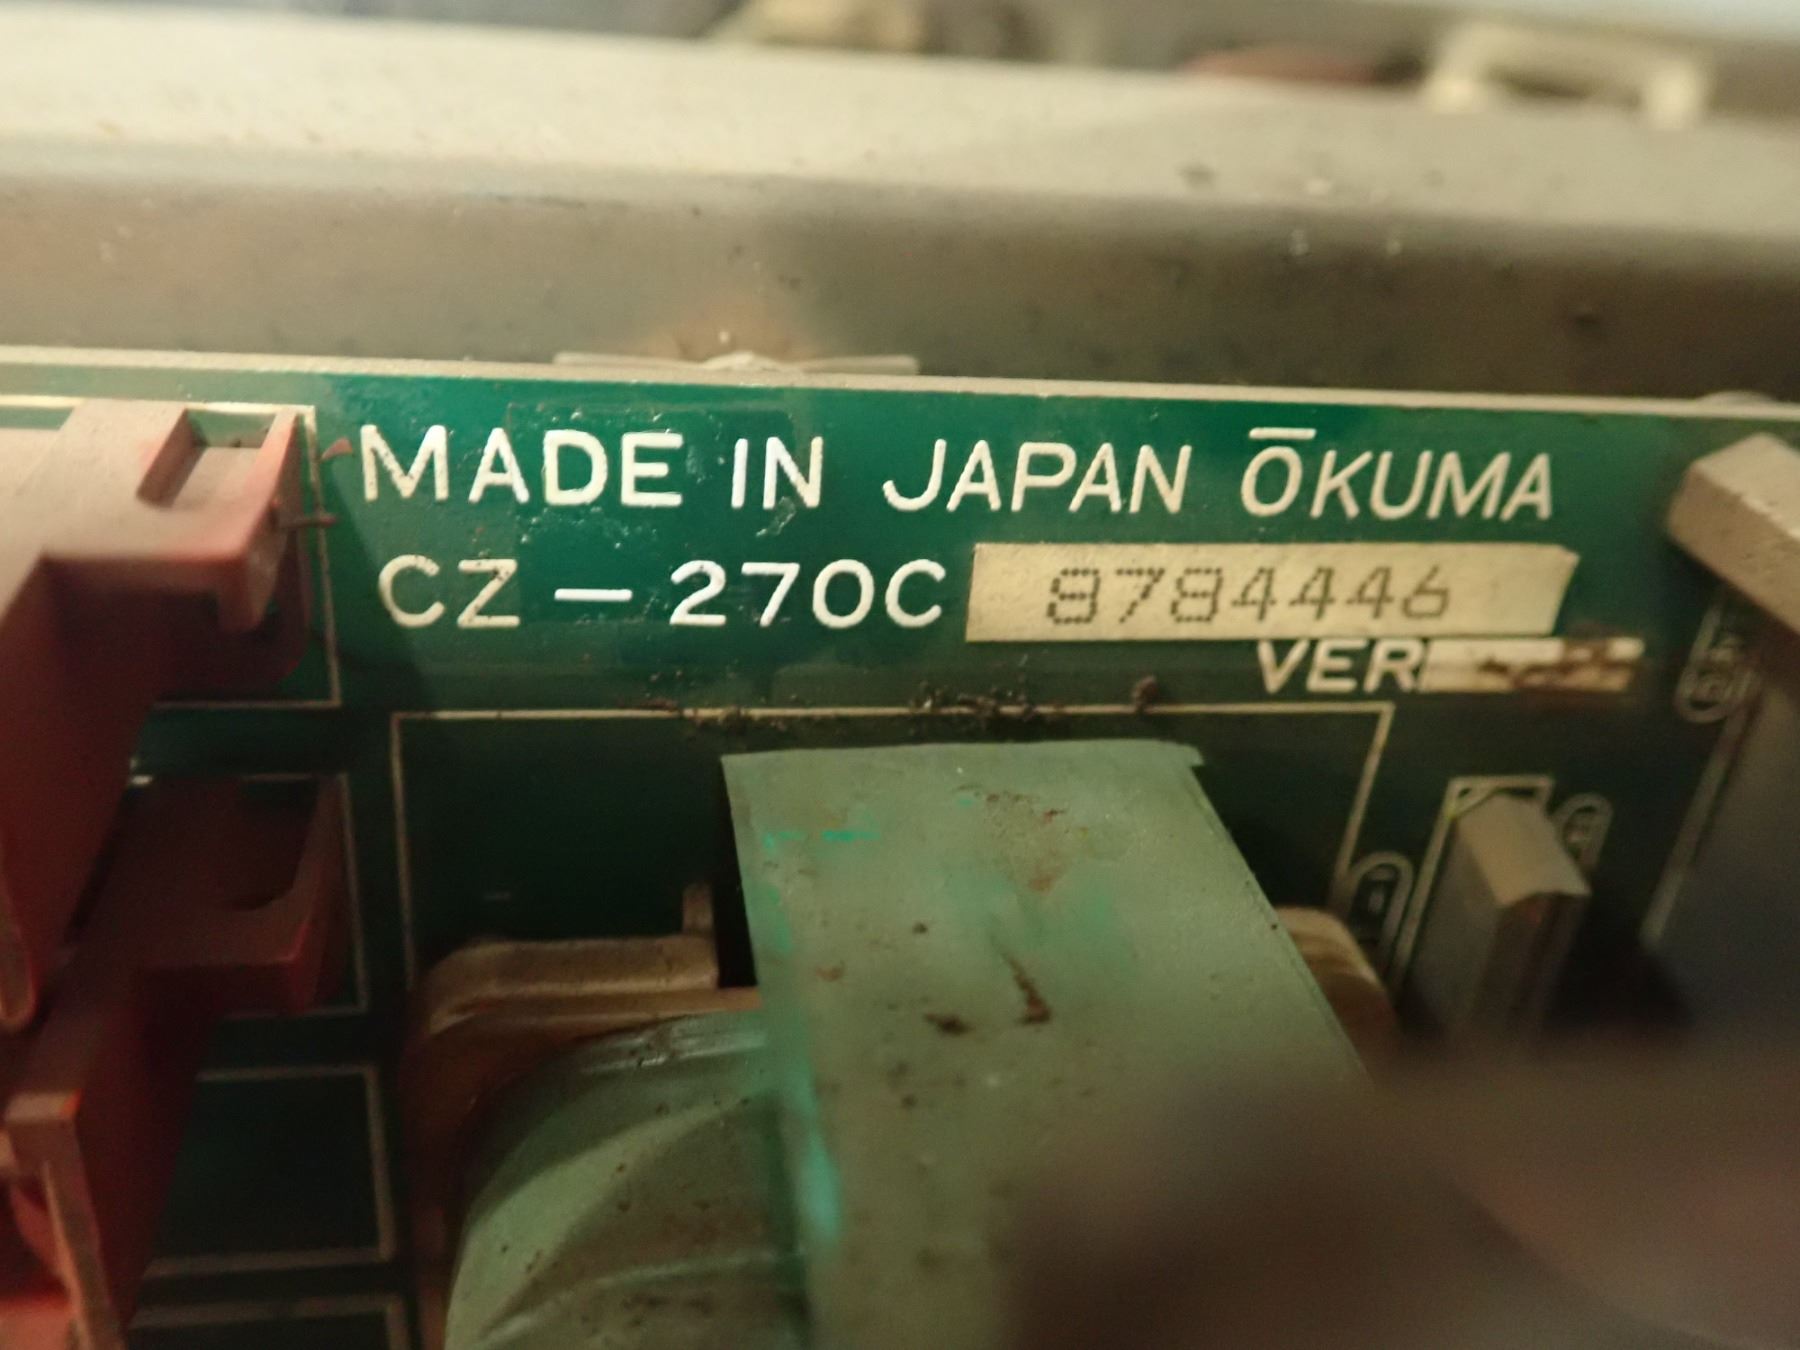 MADE IN JAPAN ŌKUMA
CZ-270C 8784446
VER